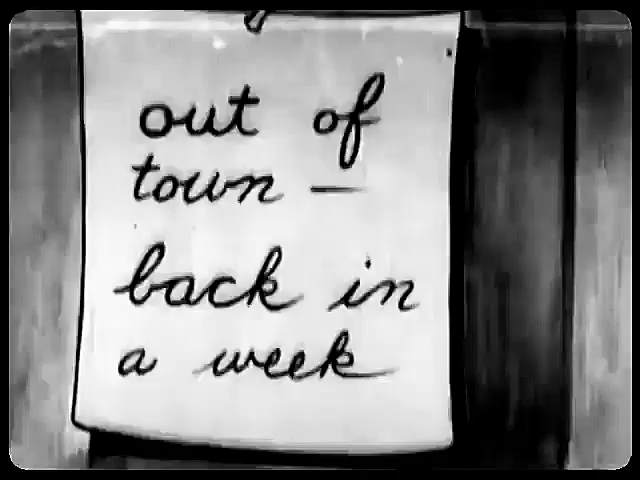 out of
town —
back in
a week